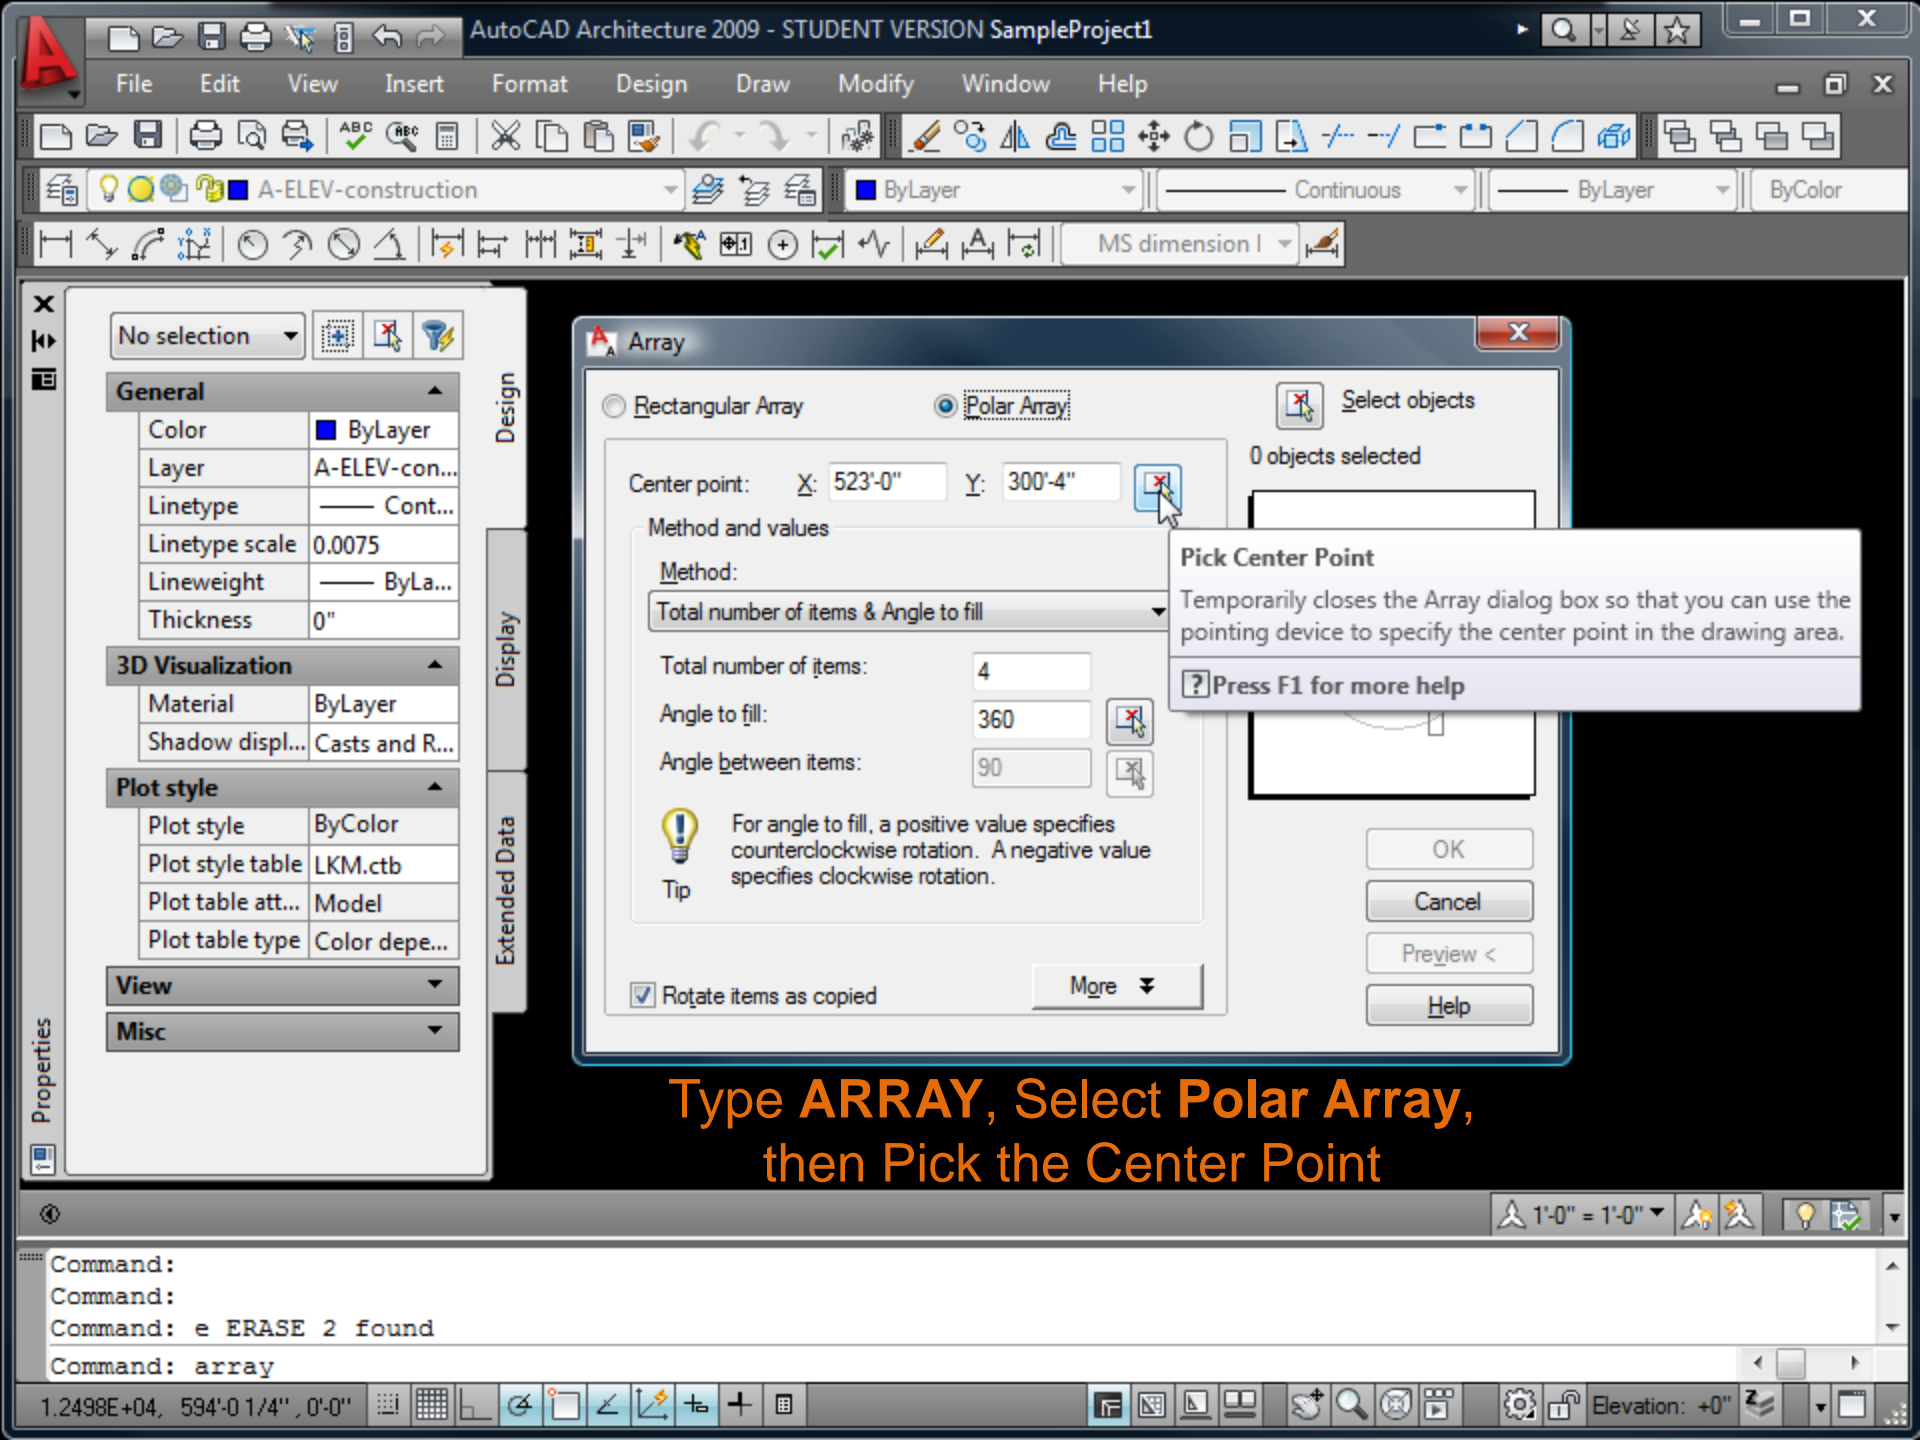 AutoCAD Architecture 2009 - STUDENT VERSION SampleProject1
File Edit View Insert Format Design Draw Modify Window Help
ABC ABC
A-ELEV-construction ByLayer Continuous ByLayer ByColor
MS dimension l
No selection
General
Color ByLayer
Layer A-ELEV-con...
Linetype Cont...
Linetype scale 0.0075
Lineweight ByLa...
Thickness 0"
3D Visualization
Material ByLayer
Shadow displ... Casts and R...
Plot style
Plot style ByColor
Plot style table LKM.ctb
Plot table att... Model
Plot table type Color depe...
View
Misc
Design
Display
Extended Data
Properties
Array
Rectangular Array Polar Array Select objects
0 objects selected
Center point: X: 523'-0" Y: 300'-4"
Method and values
Method:
Total number of items & Angle to fill
Total number of items: 4
Angle to fill: 360
Angle between items: 90
For angle to fill, a positive value specifies
counterclockwise rotation. A negative value
specifies clockwise rotation.
Tip
Rotate items as copied More
OK
Cancel
Preview <
Help
Pick Center Point
Temporarily closes the Array dialog box so that you can use the
pointing device to specify the center point in the drawing area.
? Press F1 for more help
Type ARRAY, Select Polar Array,
then Pick the Center Point
1'-0" = 1'-0"
Command:
Command:
Command: e ERASE 2 found
Command: array
1.2498E+04, 594'-0 1/4" , 0'-0" Elevation: +0"